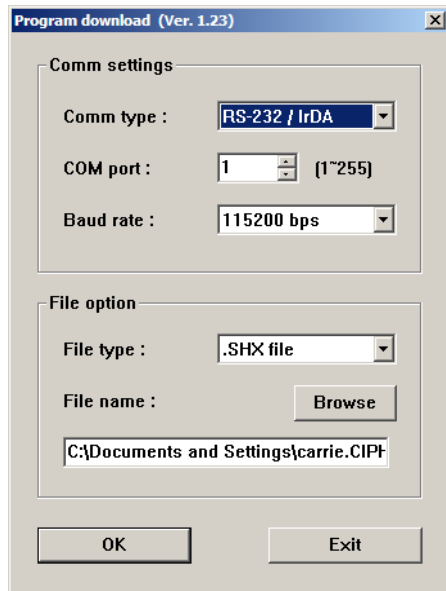 Program download (Ver. 1.23)
Comm settings
Comm type : RS-232 / IrDA
COM port : 1 (1~255)
Baud rate : 115200 bps
File option
File type : .SHX file
File name : Browse
C:\Documents and Settings\carrie.CIPH
OK Exit